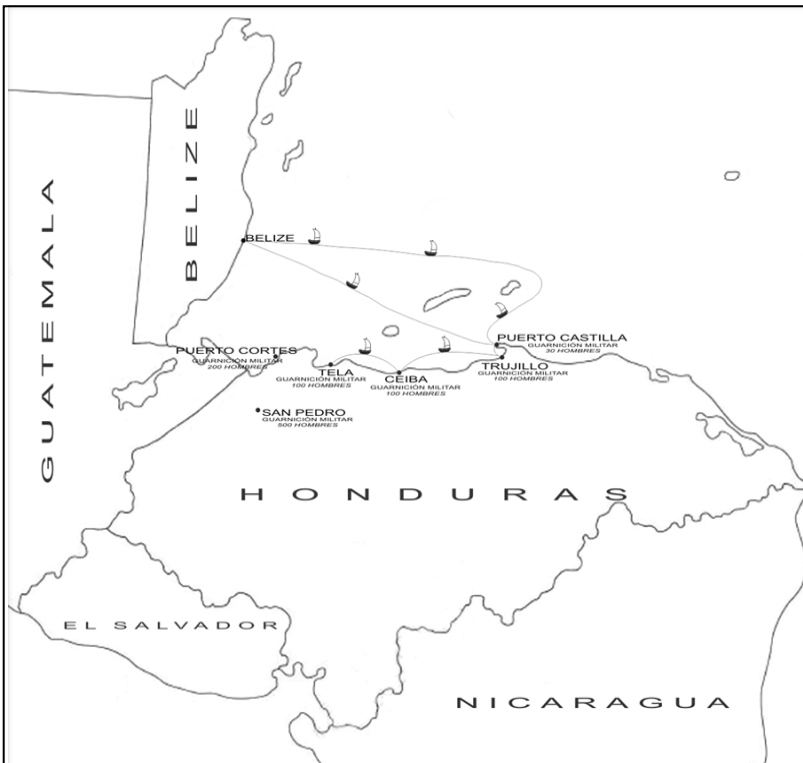 BELIZE
GUATEMALA
BELIZE
PUERTO CORTES
GUARNICIÓN MILITAR
200 HOMBRES
TELA
GUARNICIÓN MILITAR
100 HOMBRES
CEIBA
GUARNICIÓN MILITAR
100 HOMBRES
PUERTO CASTILLA
GUARNICIÓN MILITAR
30 HOMBRES
TRUJILLO
GUARNICIÓN MILITAR
100 HOMBRES
SAN PEDRO
GUARNICIÓN MILITAR
500 HOMBRES
HONDURAS
EL SALVADOR
NICARAGUA